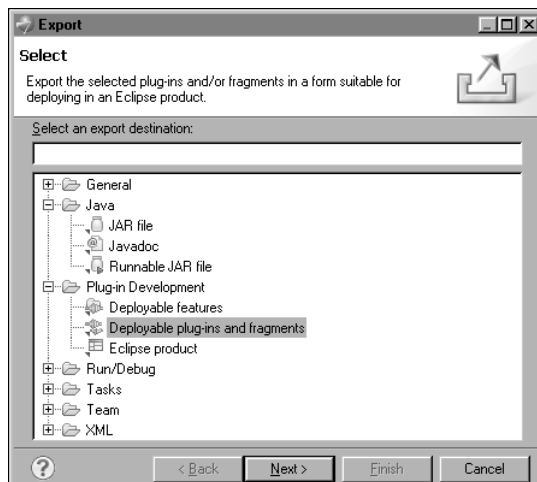 Export
Select
Export the selected plug-ins and/or fragments in a form suitable for
deploying in an Eclipse product.
Select an export destination:
General
Java
JAR file
Javadoc
Runnable JAR file
Plug-in Development
Deployable features
Deployable plug-ins and fragments
Eclipse product
Run/Debug
Tasks
Team
XML
? < Back Next > Finish Cancel